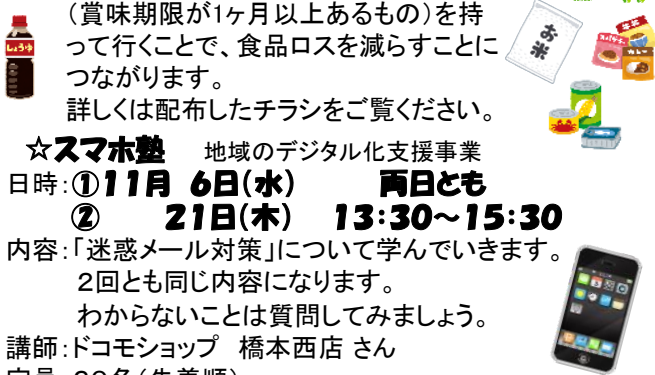 (賞味期限が1ヶ月以上あるもの)を持
って行くことで、食品ロスを減らすことに
つながります。
詳しくは配布したチラシをご覧ください。
しょうゆ
お米
カレー
☆スマホ塾 地域のデジタル化支援事業
日時:①11月 6日(水) 両日とも
② 21日(木) 13:30~15:30
内容:「迷惑メール対策」について学んでいきます。
2回とも同じ内容になります。
わからないことは質問してみましょう。
講師:ドコモショップ 橋本西店 さん